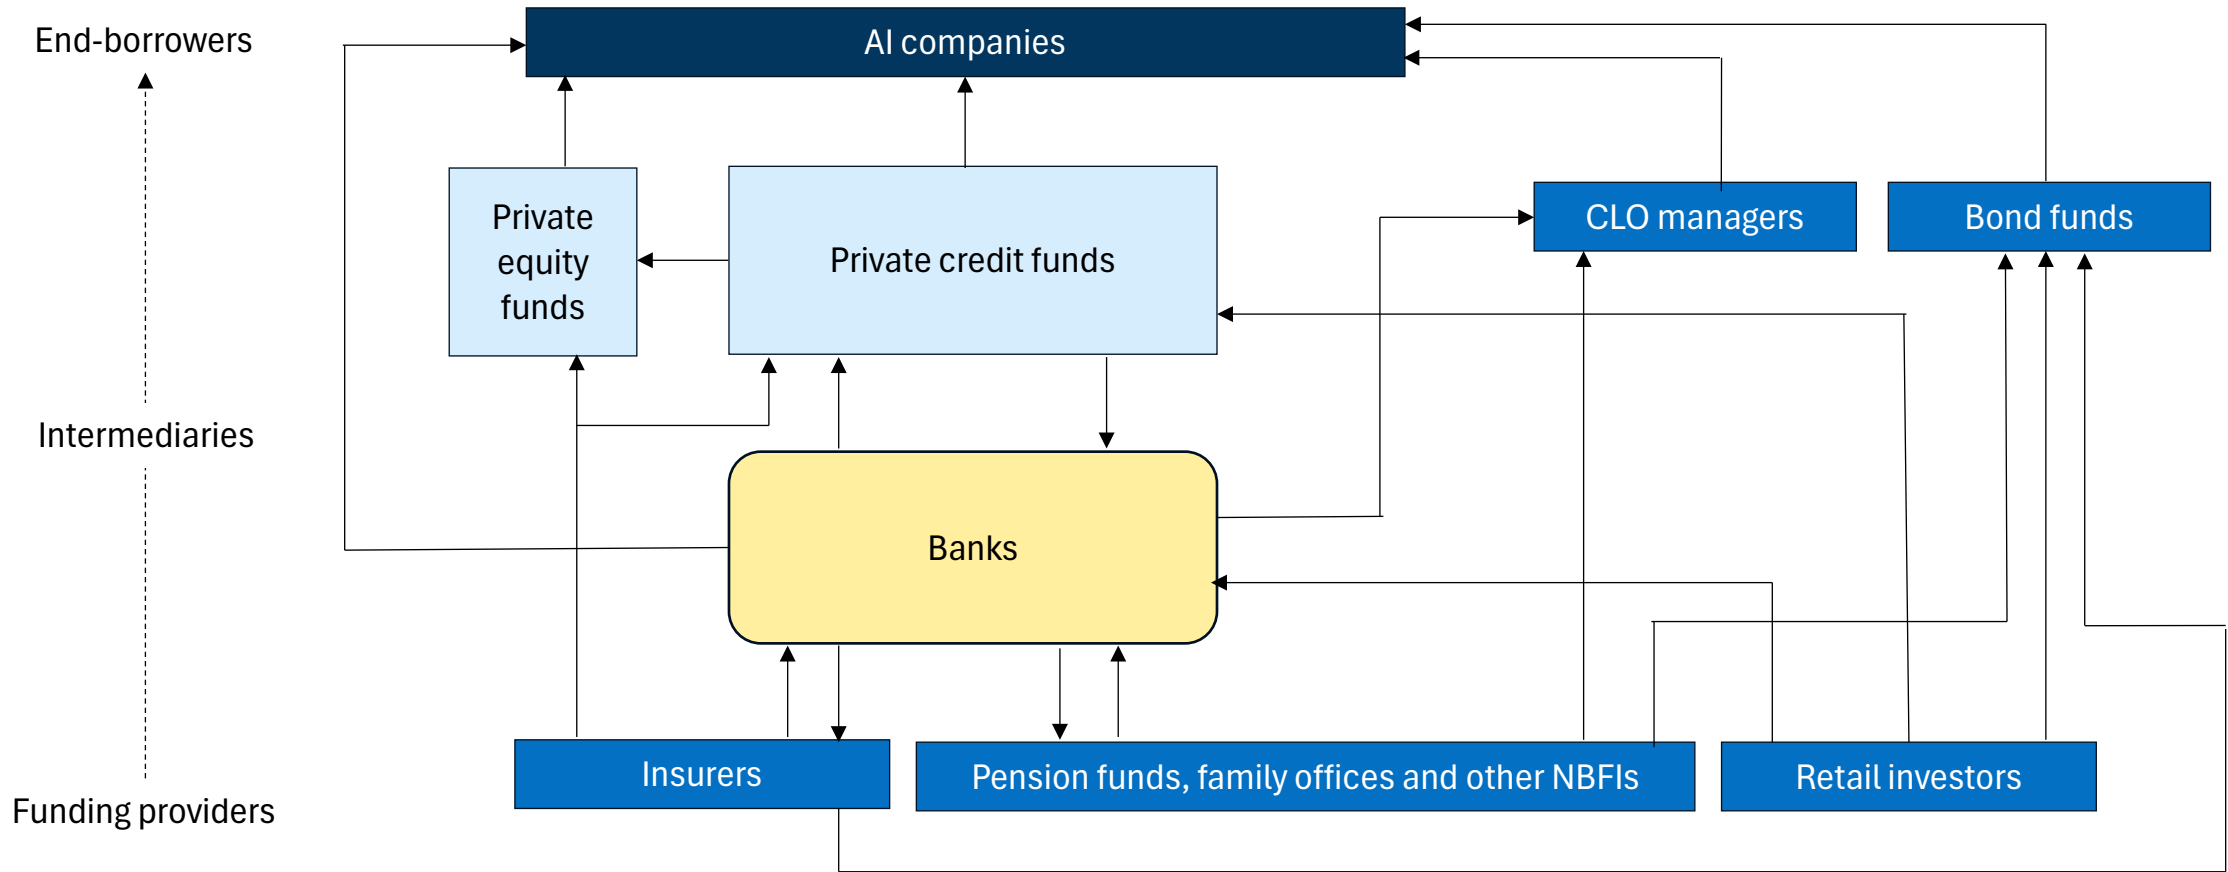 End-borrowers
AI companies
Private
equity
funds
Private credit funds
CLO managers
Bond funds
Intermediaries
Banks
Insurers
Pension funds, family offices and other NBFIs
Retail investors
Funding providers